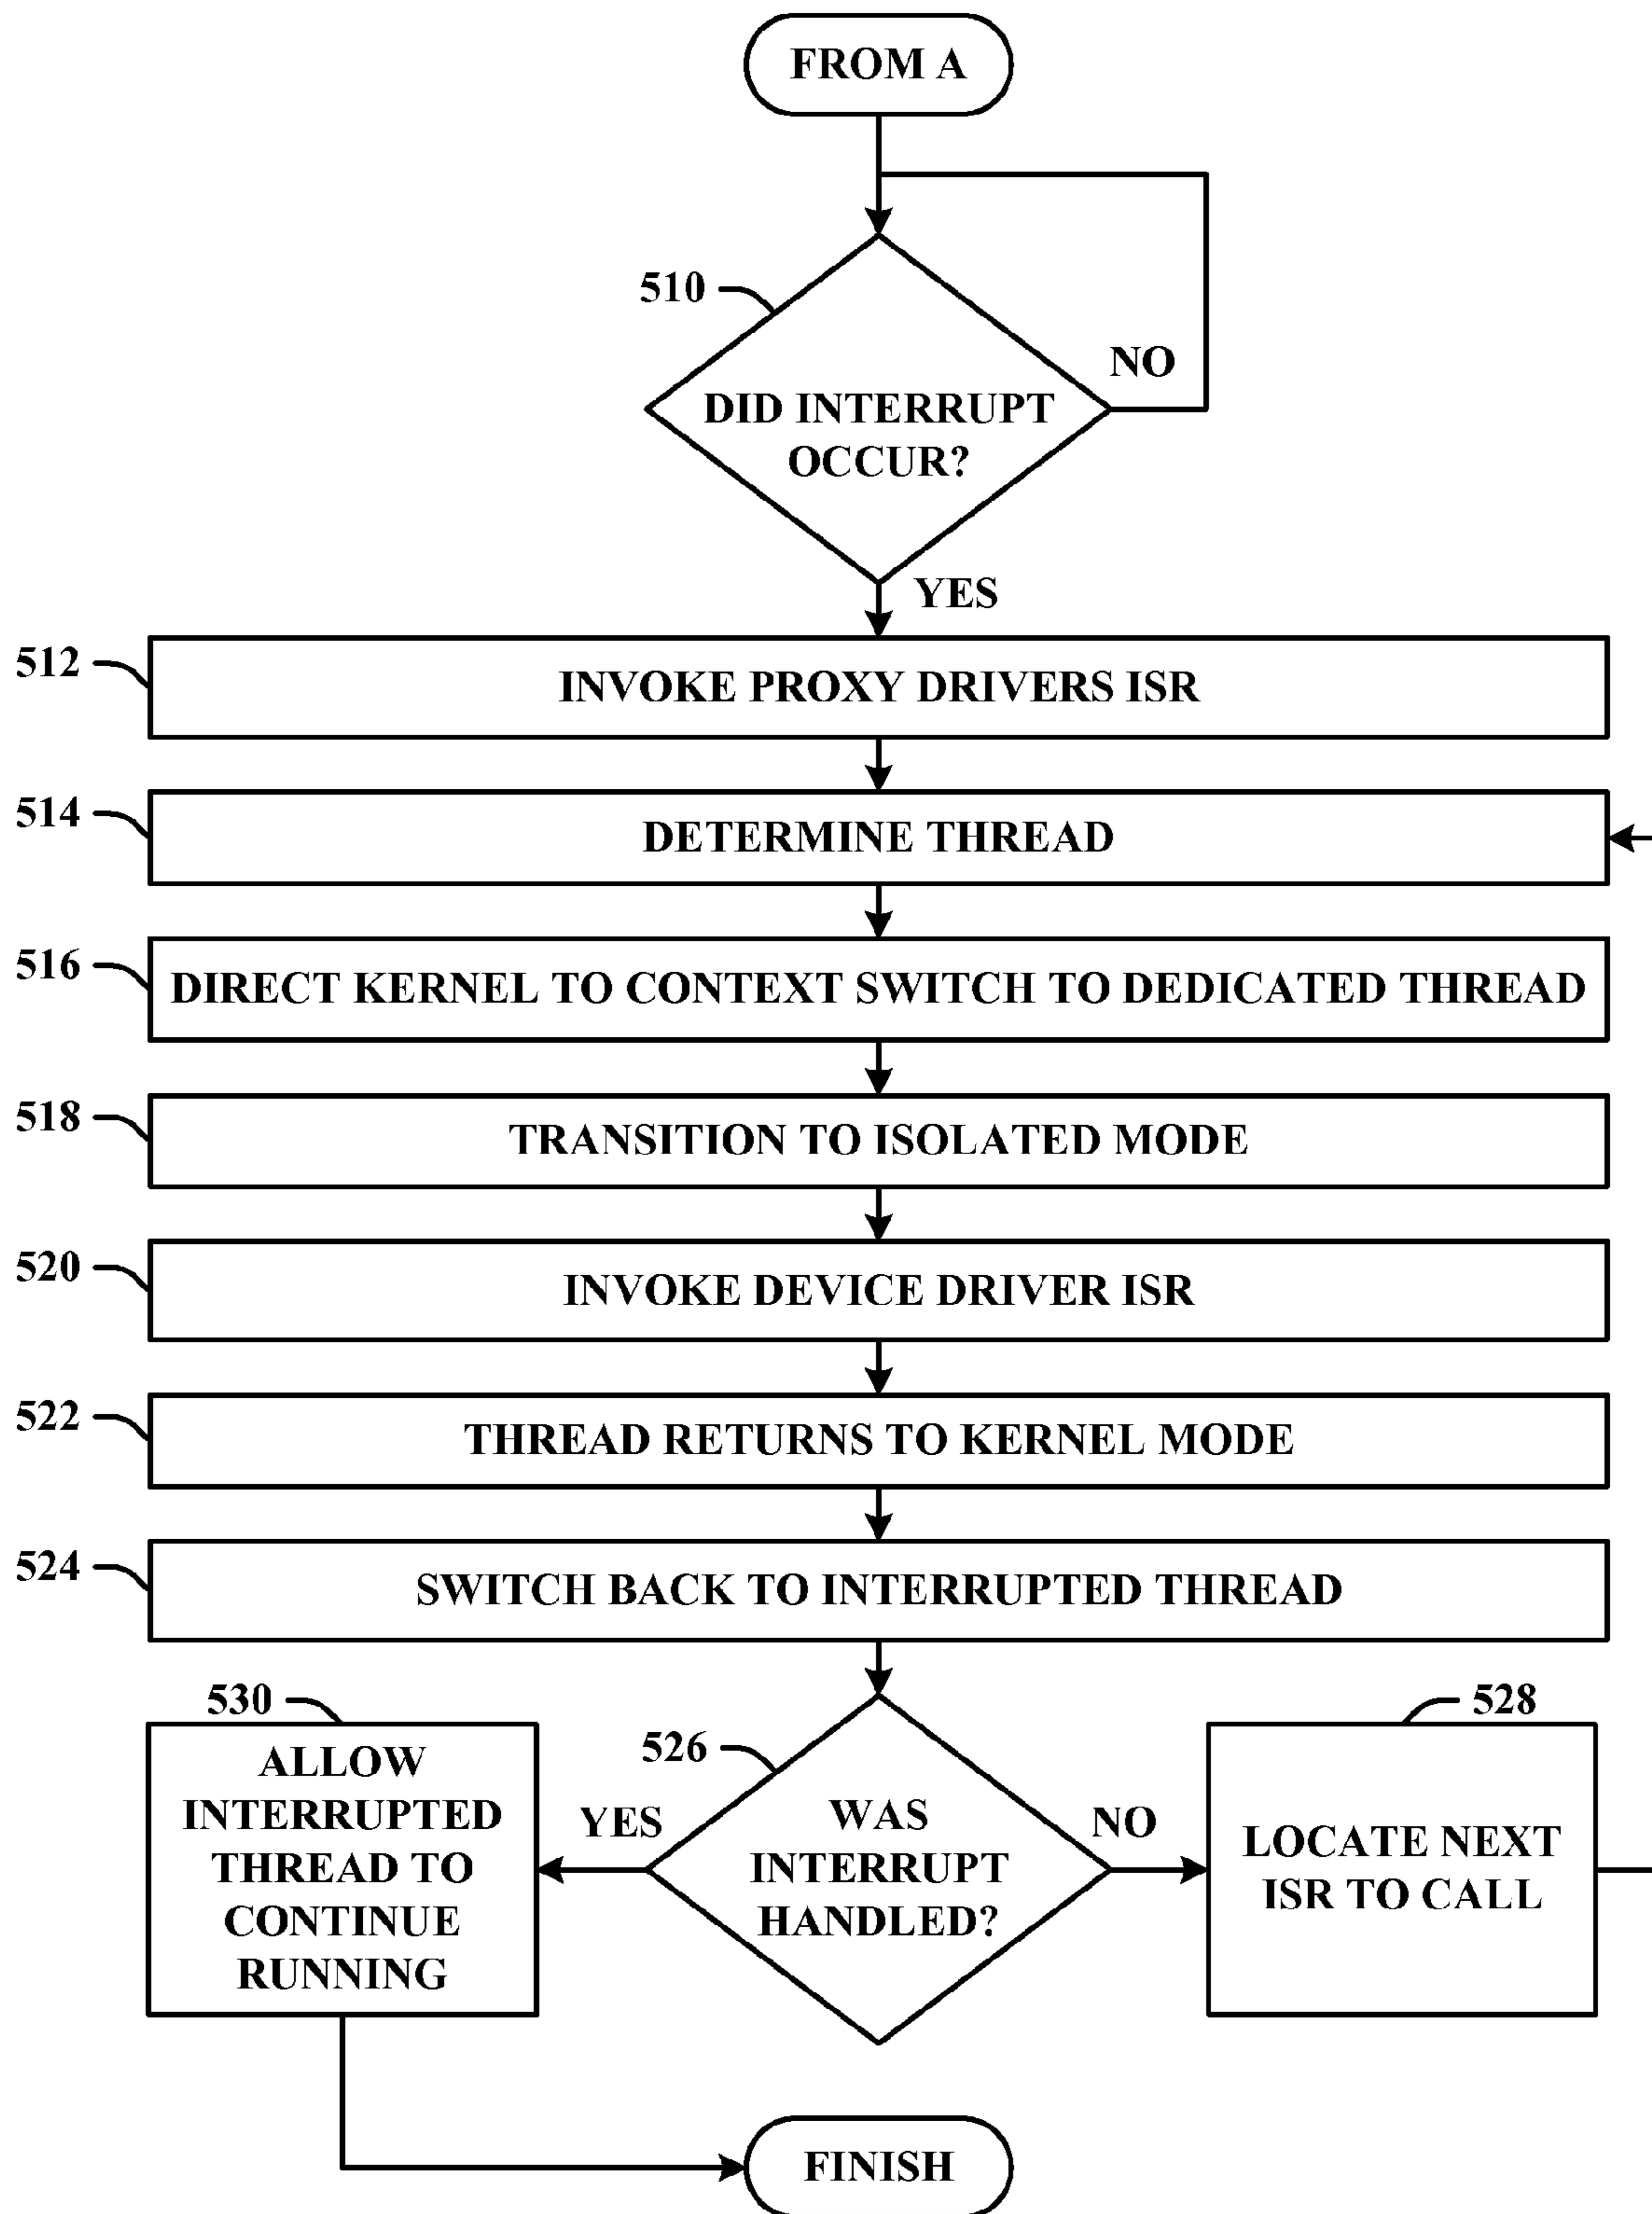 FROM A
510
NO
DID INTERRUPT
OCCUR?
YES
512
INVOKE PROXY DRIVERS ISR
514
DETERMINE THREAD
516
DIRECT KERNEL TO CONTEXT SWITCH TO DEDICATED THREAD
518
TRANSITION TO ISOLATED MODE
520
INVOKE DEVICE DRIVER ISR
522
THREAD RETURNS TO KERNEL MODE
524
SWITCH BACK TO INTERRUPTED THREAD
530
ALLOW
INTERRUPTED
THREAD TO
CONTINUE
RUNNING
YES
526
WAS
INTERRUPT
HANDLED?
NO
528
LOCATE NEXT
ISR TO CALL
FINISH